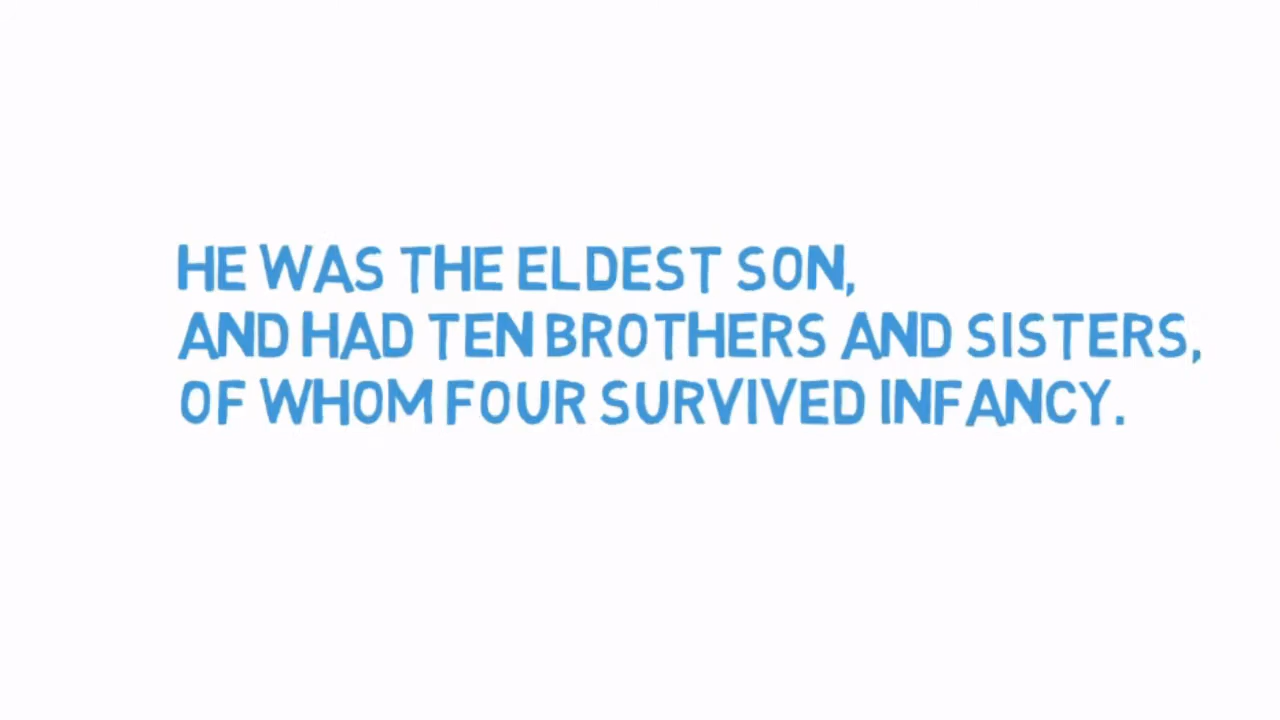 HE WAS THE ELDEST SON,
AND HAD TEN BROTHERS AND SISTERS,
OF WHOM FOUR SURVIVED INFANCY.